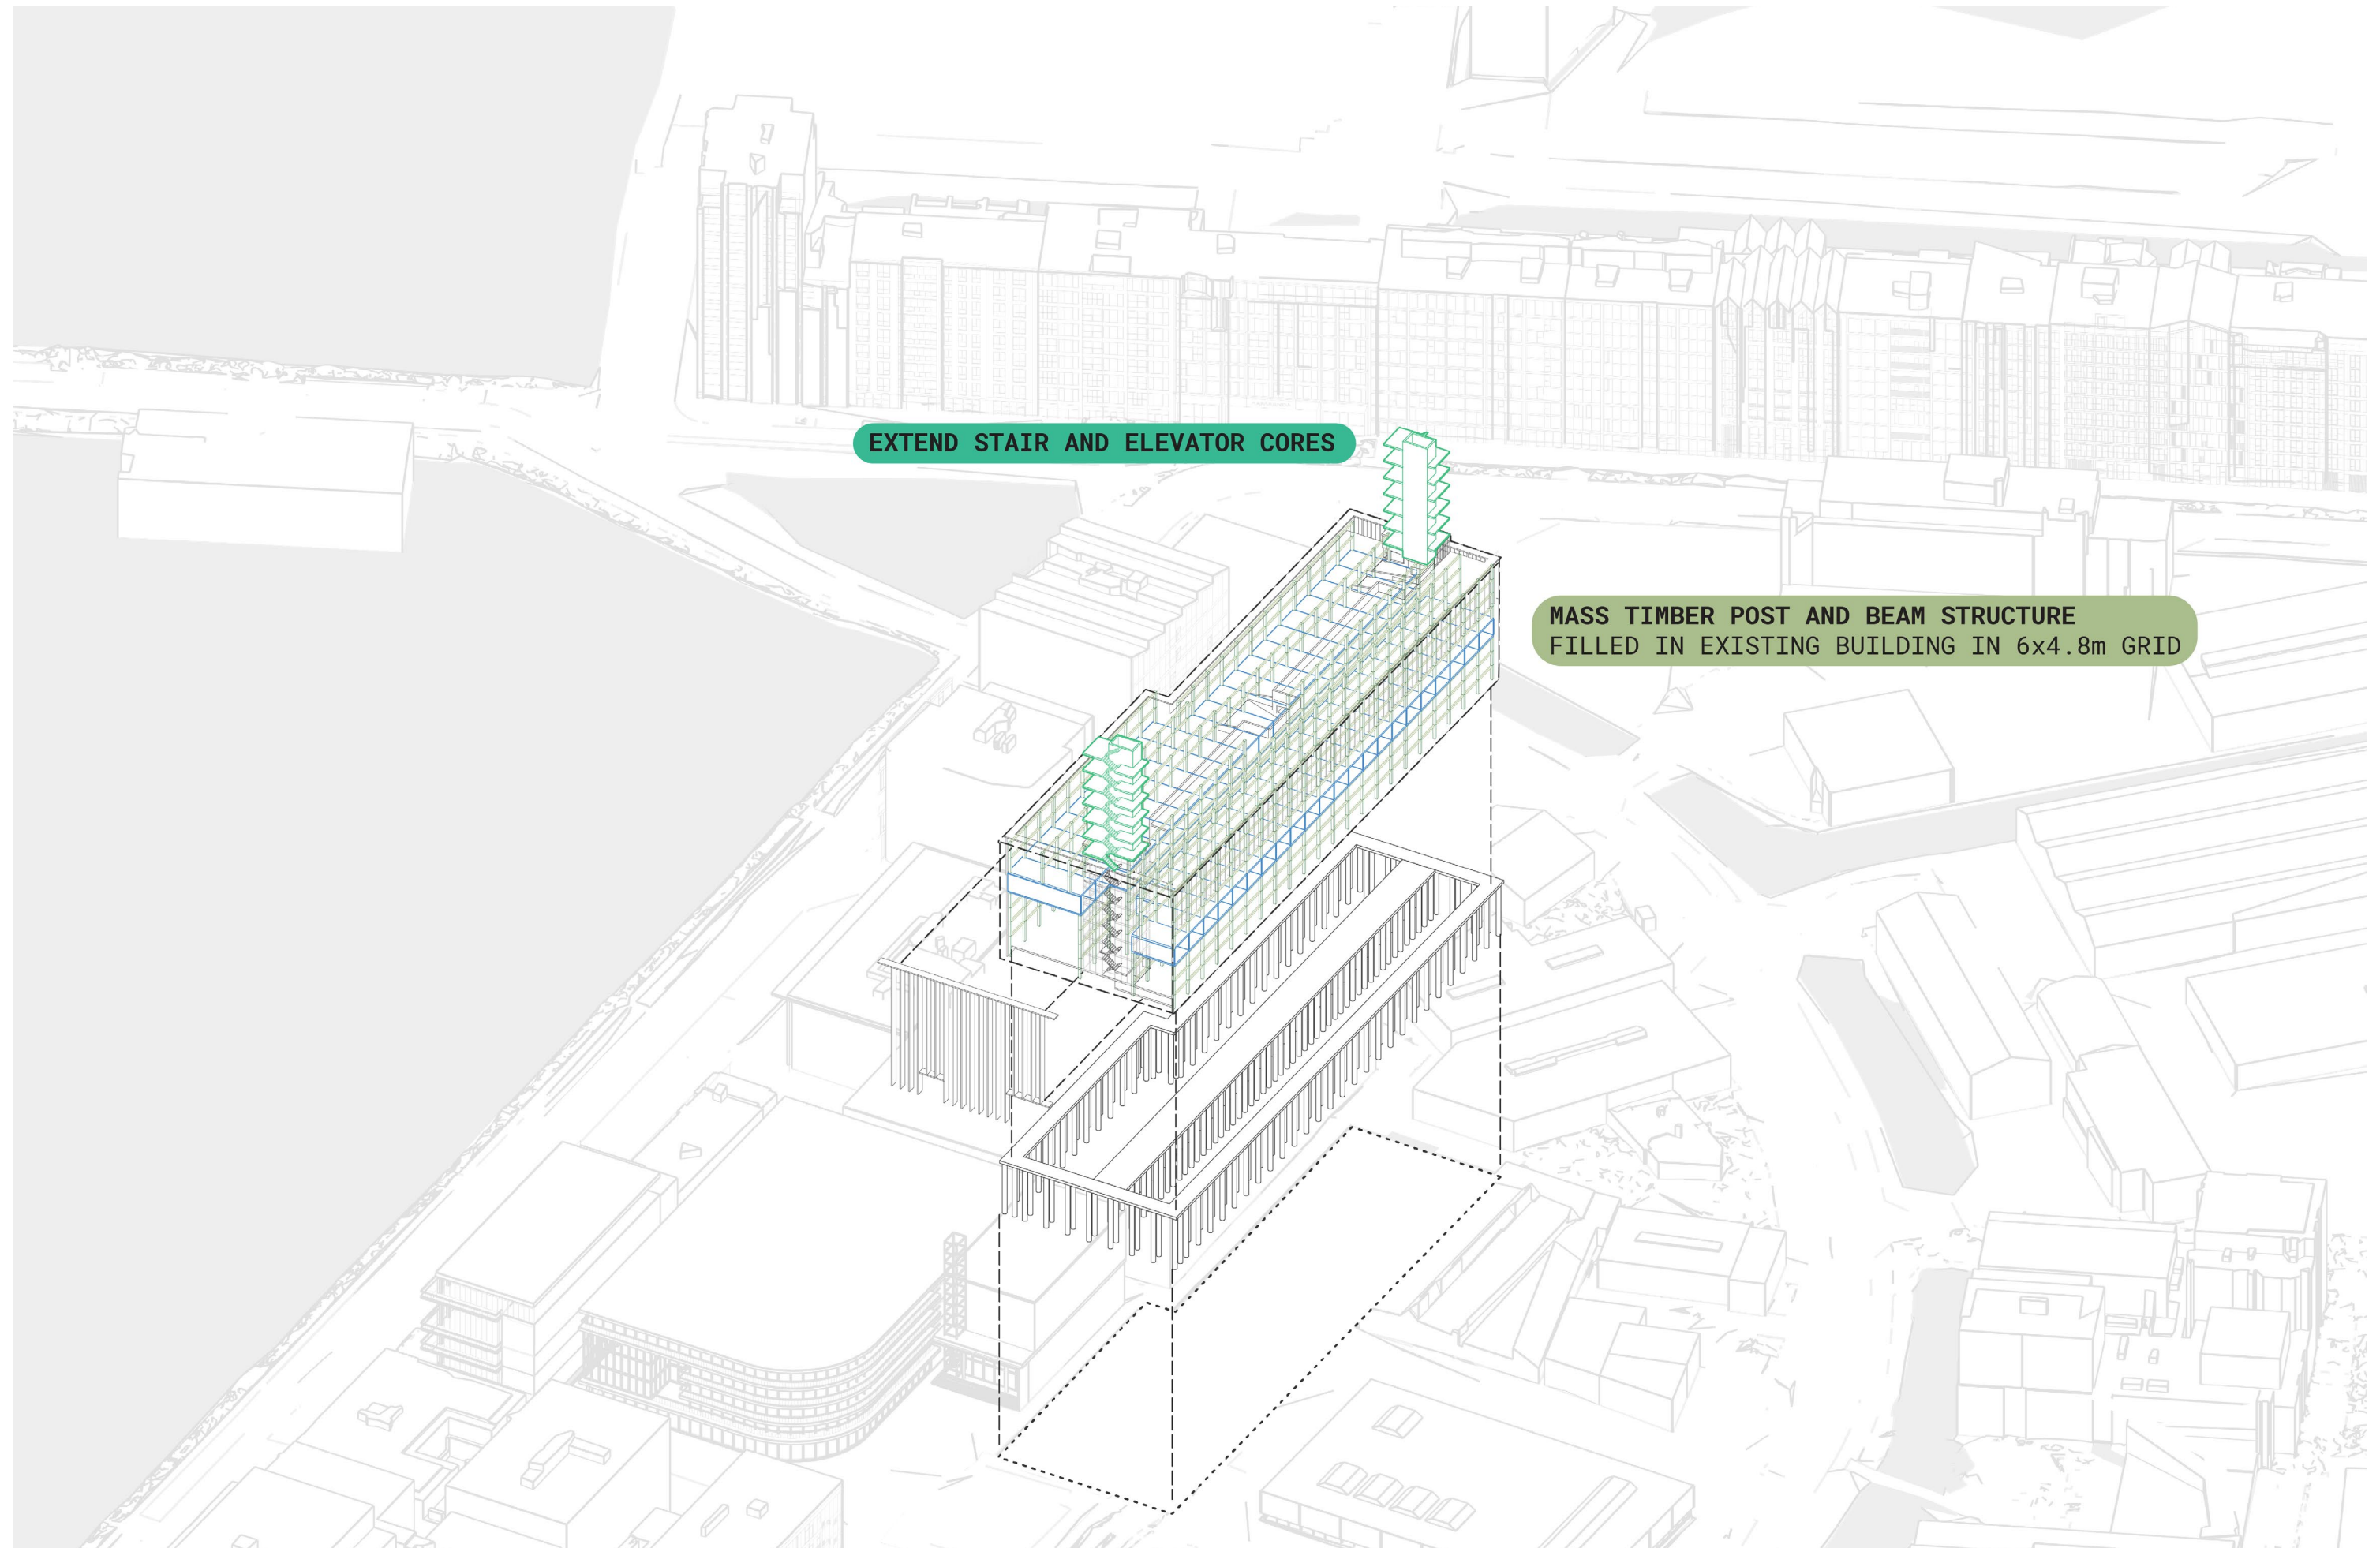 EXTEND STAIR AND ELEVATOR CORES
MASS TIMBER POST AND BEAM STRUCTURE
FILLED IN EXISTING BUILDING IN 6x4.8m GRID